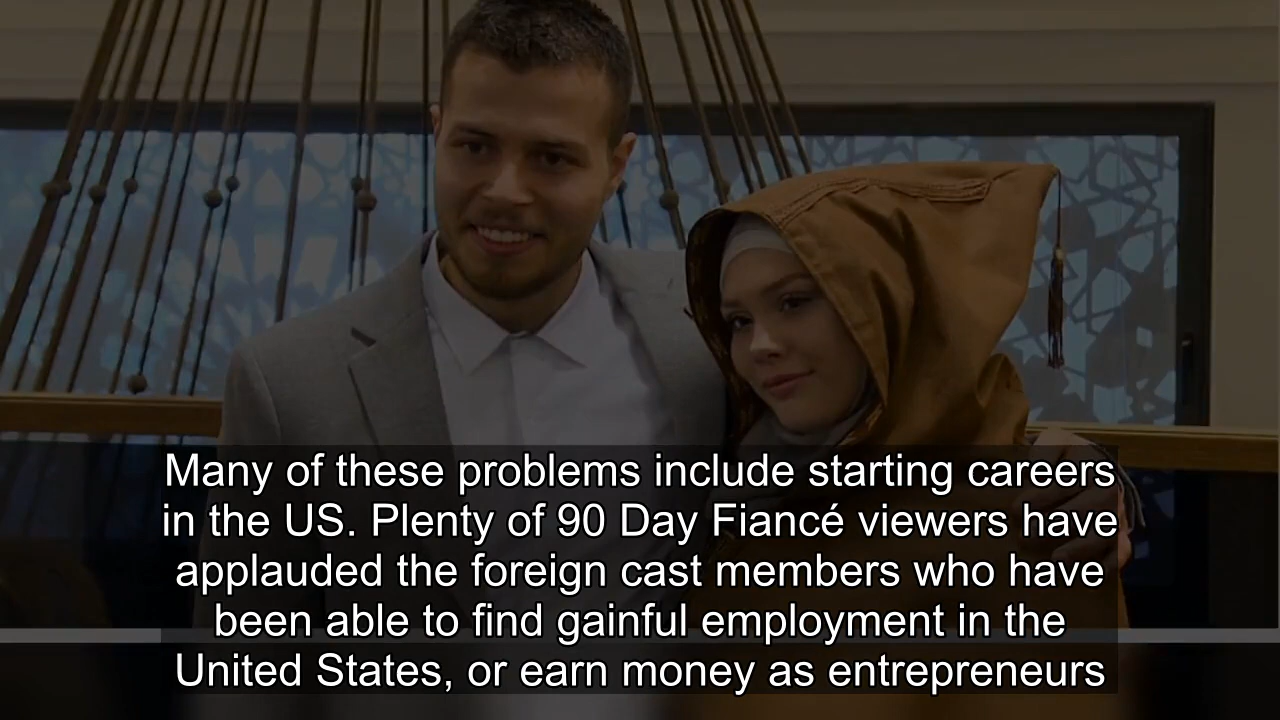 Many of these problems include starting careers
in the US. Plenty of 90 Day Fiancé viewers have
applauded the foreign cast members who have
been able to find gainful employment in the
United States, or earn money as entrepreneurs